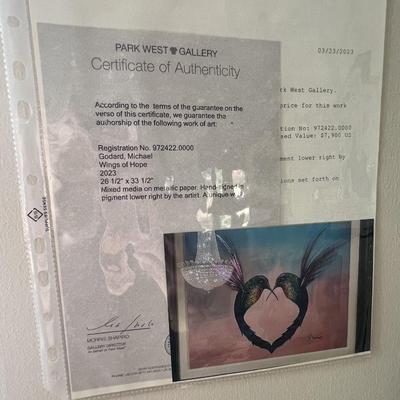 PARK WEST GALLERY
Certificate of Authenticity
According to the terms of the guarantee on the
verso of this certificate, we guarantee the
authorship of the following work of art:
Registration No. 972422.0000
Godard, Michael
Wings of Hope
2023
26 1/2" x 33 1/2"
Mixed media on metallic paper. Hand-signed in
pigment lower right by the artist. A unique
MORRIS SHAPIRO
GALLERY DIRECTOR
03/23/2023
rk West Gallery.
price for this work
ation No: 972422.0000
sed Value: $7,900 US
nment lower right by
ions set forth on